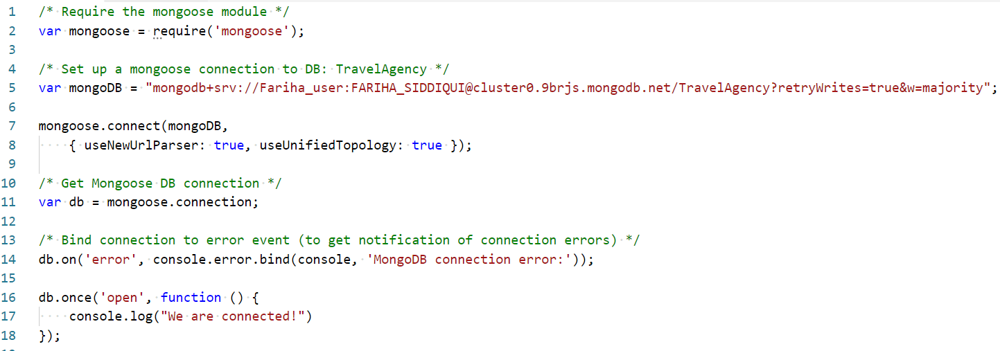 1 /* Require the mongoose module */
2 var mongoose = require('mongoose');
3
4 /* Set up a mongoose connection to DB: TravelAgency */
5 var mongoDB = "mongodb+srv://Fariha_user:FARIHA_SIDDIQUI@cluster0.9brjs.mongodb.net/TravelAgency?retryWrites=true&w=majority";
6
7 mongoose.connect(mongoDB,
8     { useNewUrlParser: true, useUnifiedTopology: true });
9
10 /* Get Mongoose DB connection */
11 var db = mongoose.connection;
12
13 /* Bind connection to error event (to get notification of connection errors) */
14 db.on('error', console.error.bind(console, 'MongoDB connection error:'));
15
16 db.once('open', function () {
17     console.log("We are connected!")
18 });